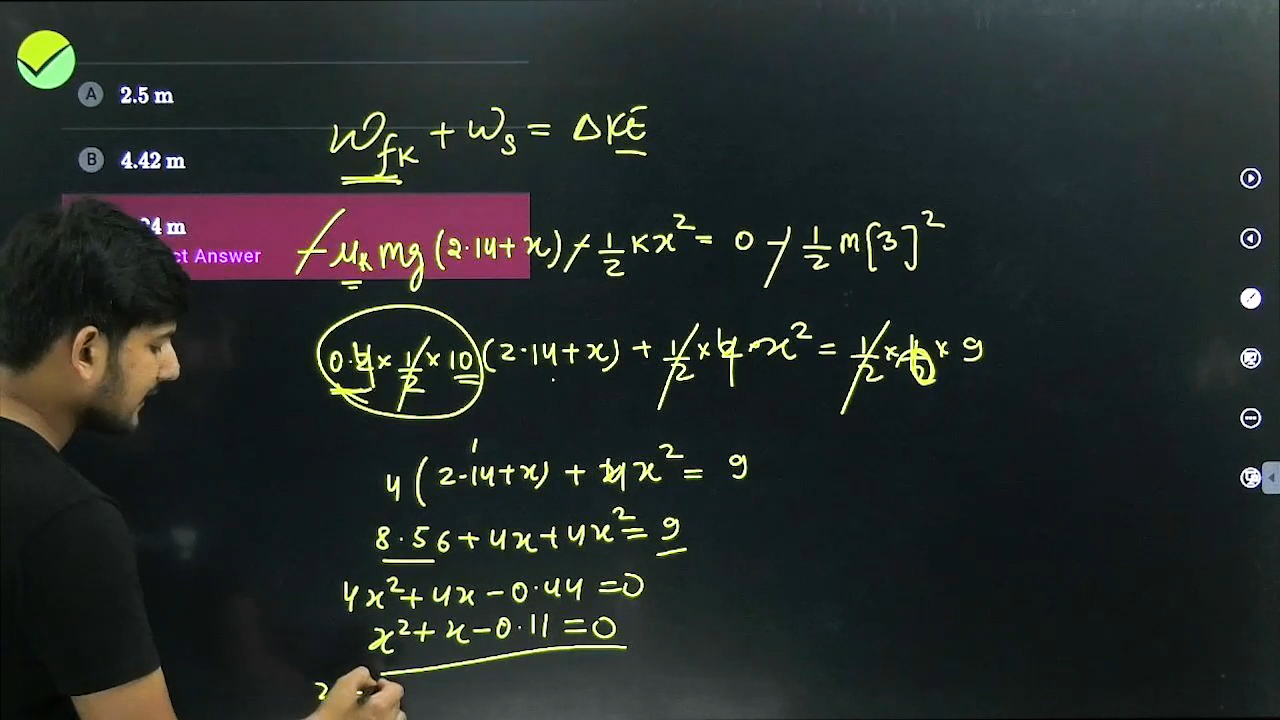 A 2.5 m
B 4.42 m
4 m
ct Answer
W_fK + W_s = ΔKE
-μ_K mg (2.14+x) - 1/2 Kx² = 0 - 1/2 m[3]²
0.4 × 1/2 × 10 (2.14+x) + 1/2 × 4 x² = 1/2 × × 9
4 (2.14+x) + 4x² = 9
8.56 + 4x + 4x² = 9
4x² + 4x - 0.44 = 0
x² + x - 0.11 = 0